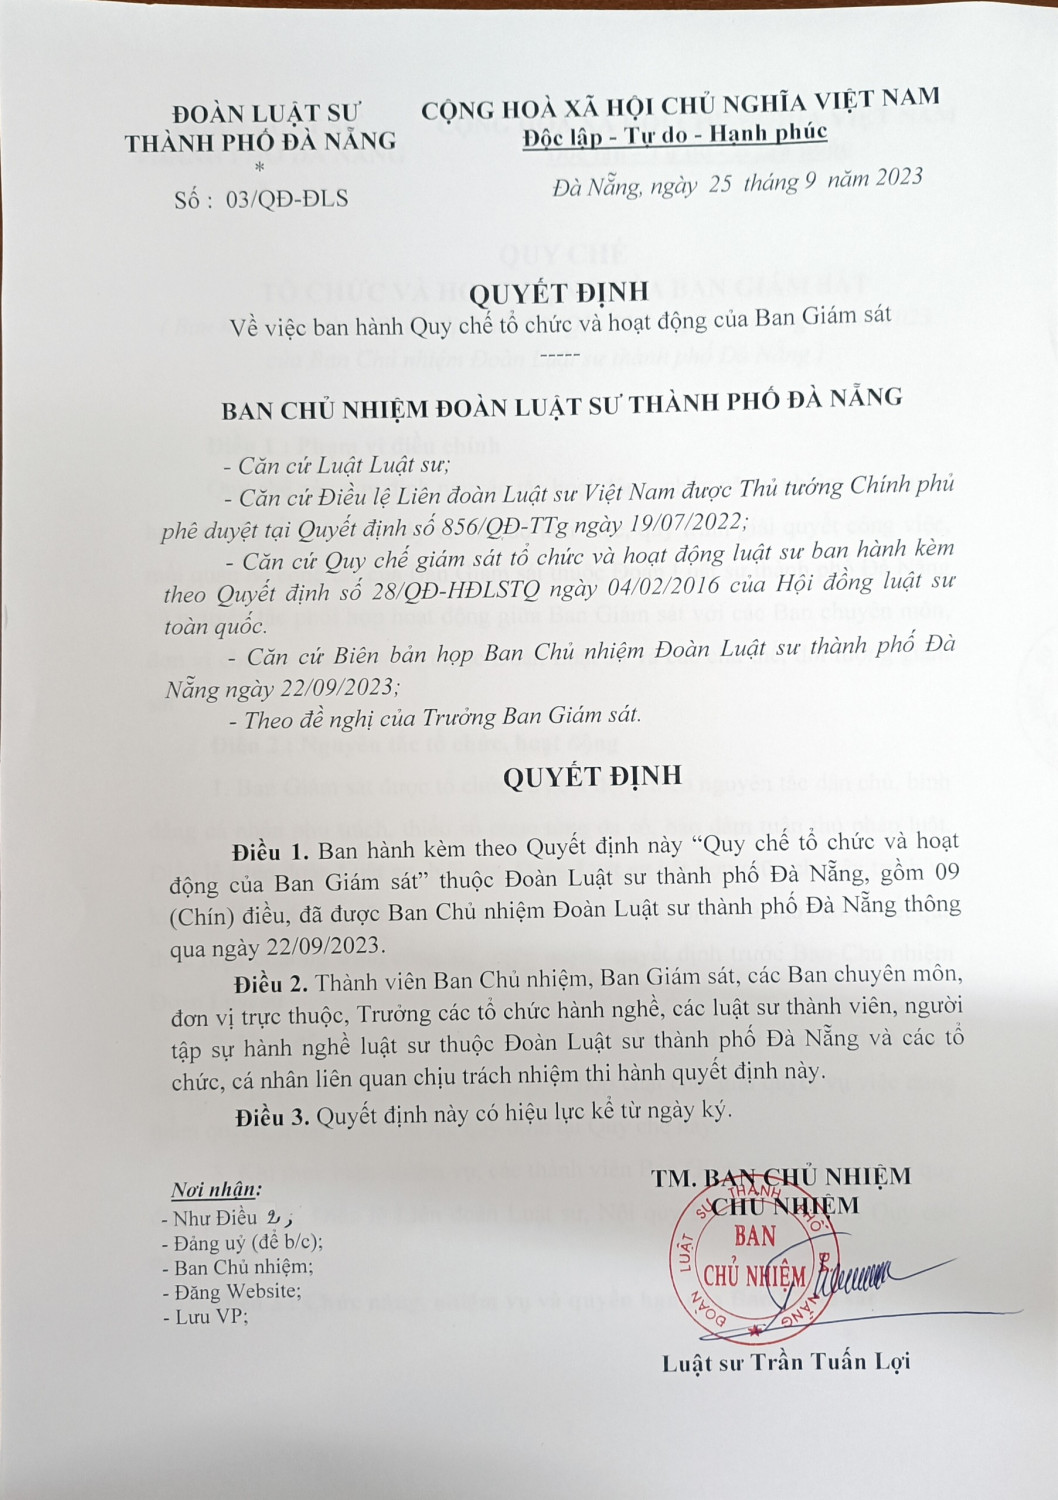 ĐOÀN LUẬT SƯ
THÀNH PHỐ ĐÀ NẴNG
*
Số : 03/QĐ-ĐLS
CỘNG HOÀ XÃ HỘI CHỦ NGHĨA VIỆT NAM
Độc lập - Tự do - Hạnh phúc
Đà Nẵng, ngày 25 tháng 9 năm 2023
QUYẾT ĐỊNH
Về việc ban hành Quy chế tổ chức và hoạt động của Ban Giám sát
-----
BAN CHỦ NHIỆM ĐOÀN LUẬT SƯ THÀNH PHỐ ĐÀ NẴNG
- Căn cứ Luật Luật sư;
- Căn cứ Điều lệ Liên đoàn Luật sư Việt Nam được Thủ tướng Chính phủ
phê duyệt tại Quyết định số 856/QĐ-TTg ngày 19/07/2022;
- Căn cứ Quy chế giám sát tổ chức và hoạt động luật sư ban hành kèm
theo Quyết định số 28/QĐ-HĐLSTQ ngày 04/02/2016 của Hội đồng luật sư
toàn quốc.
- Căn cứ Biên bản họp Ban Chủ nhiệm Đoàn Luật sư thành phố Đà
Nẵng ngày 22/09/2023;
- Theo đề nghị của Trưởng Ban Giám sát.
QUYẾT ĐỊNH
Điều 1. Ban hành kèm theo Quyết định này “Quy chế tổ chức và hoạt
động của Ban Giám sát” thuộc Đoàn Luật sư thành phố Đà Nẵng, gồm 09
(Chín) điều, đã được Ban Chủ nhiệm Đoàn Luật sư thành phố Đà Nẵng thông
qua ngày 22/09/2023.
Điều 2. Thành viên Ban Chủ nhiệm, Ban Giám sát, các Ban chuyên môn,
đơn vị trực thuộc, Trưởng các tổ chức hành nghề, các luật sư thành viên, người
tập sự hành nghề luật sư thuộc Đoàn Luật sư thành phố Đà Nẵng và các tổ
chức, cá nhân liên quan chịu trách nhiệm thi hành quyết định này.
Điều 3. Quyết định này có hiệu lực kể từ ngày ký.
Nơi nhận:
- Như Điều 2;
- Đảng uỷ (để b/c);
- Ban Chủ nhiệm;
- Đăng Website;
- Lưu VP;
TM. BAN CHỦ NHIỆM
CHỦ NHIỆM
ĐOÀN LUẬT SƯ THÀNH PHỐ ĐÀ NẴNG
BAN
CHỦ NHIỆM
Luật sư Trần Tuấn Lợi